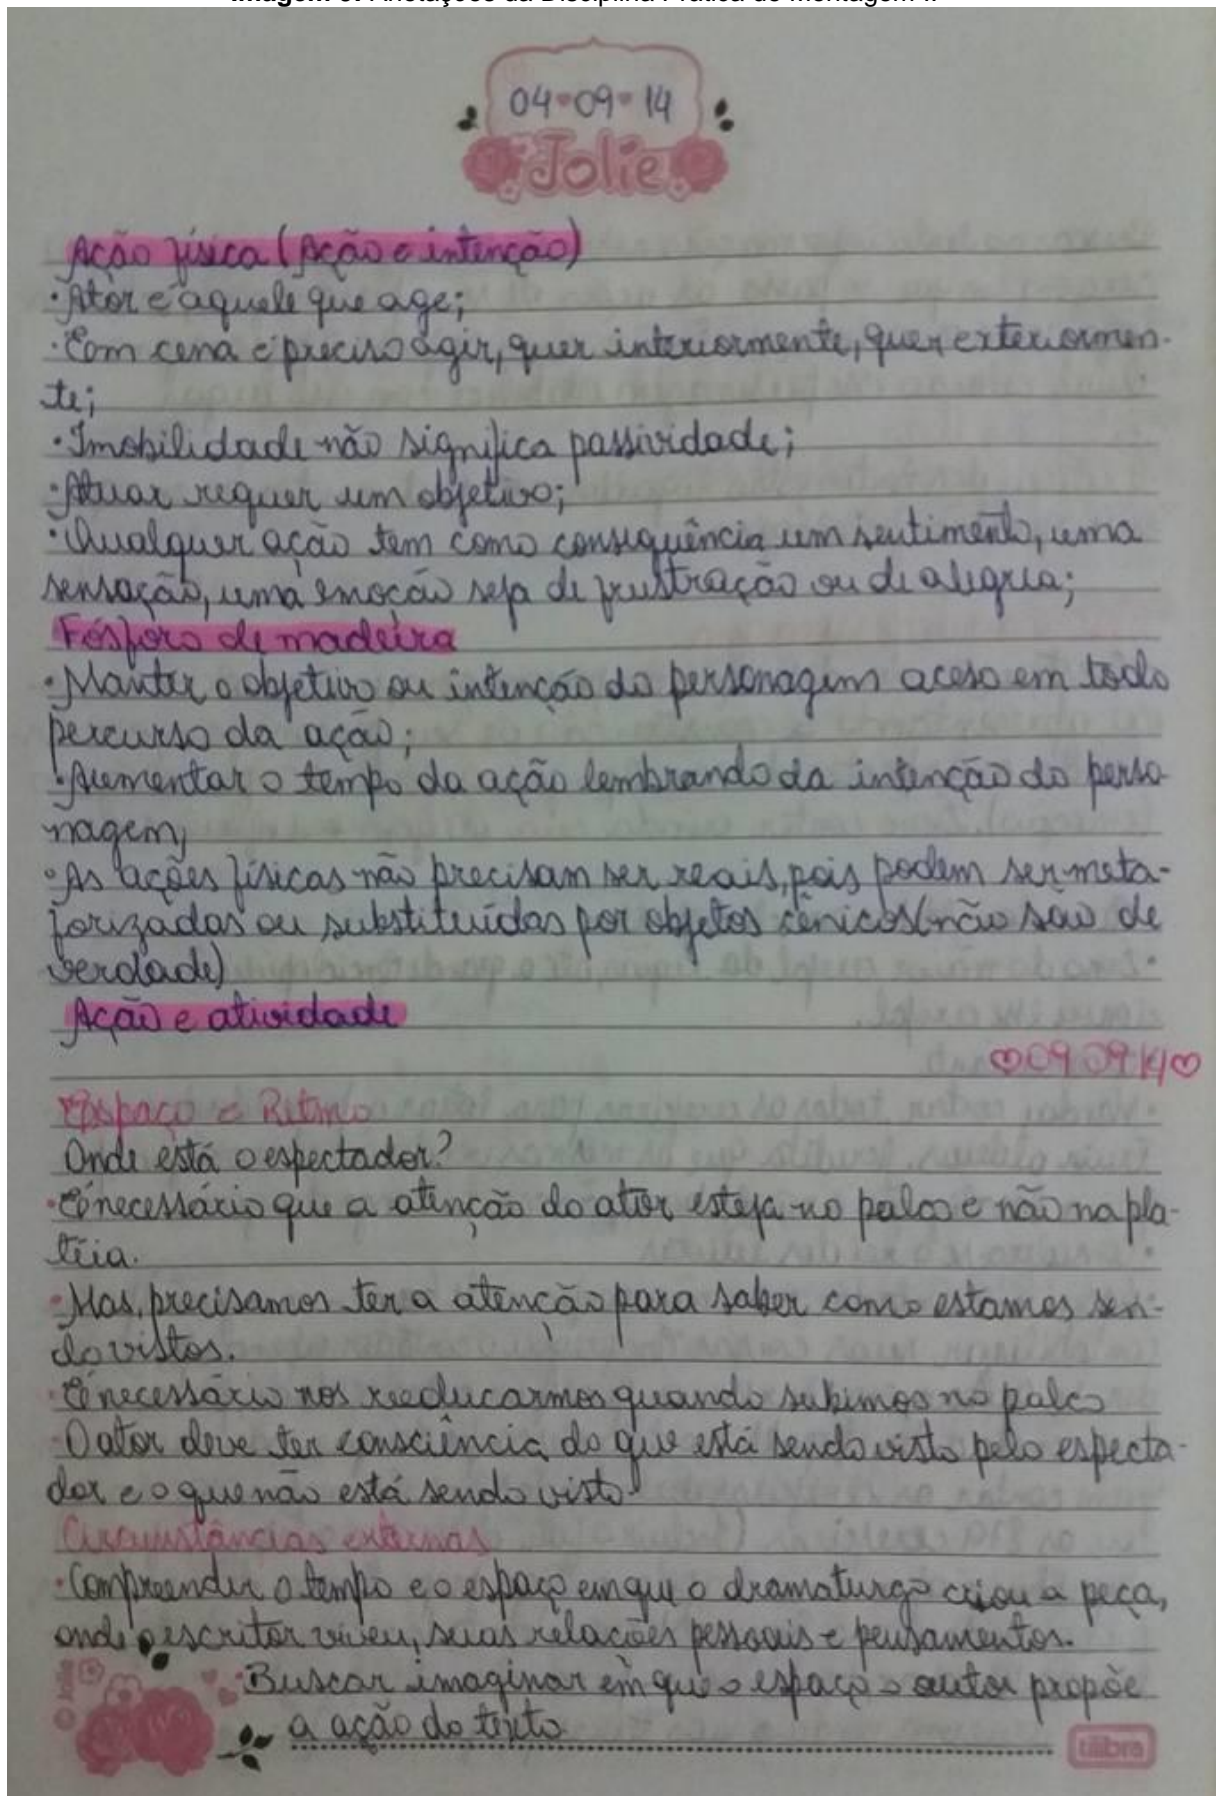 04 09 14
Jolie
Ação física (Ação e intenção)
• Ator é aquele que age;
• Em cena é preciso agir, quer interiormente, quer exteriormen-
te;
• Imobilidade não significa passividade;
• Atuar requer um objetivo;
• Qualquer ação tem como consequência um sentimento, uma
sensação, uma emoção seja de frustração ou de alegria;
Fósforo de madeira
• Manter o objetivo ou intenção do personagem aceso em todo
percurso da ação;
• Aumentar o tempo da ação lembrando da intenção do perso-
nagem;
• As ações físicas não precisam ser reais, pois podem ser meta-
forizadas ou substituídas por objetos cênicos (não são de
verdade)
Ação e atividade
♡ 09 09 14 ♡
Espaço e Ritmo
Onde está o espectador?
• É necessário que a atenção do ator esteja no palco e não na pla-
téia.
• Mas, precisamos ter a atenção para saber como estamos sen-
do vistos.
• É necessário nos reeducarmos quando subimos no palco
• O ator deve ter consciência do que está sendo visto pelo especta-
dor e o que não está sendo visto
Circunstâncias externas
• Compreender o tempo e o espaço em que o dramaturgo criou a peça,
onde o escritor viveu, suas relações pessoais e pensamentos.
• Buscar imaginar em que o espaço o autor propõe
a ação do texto
© Jolie
tilibra